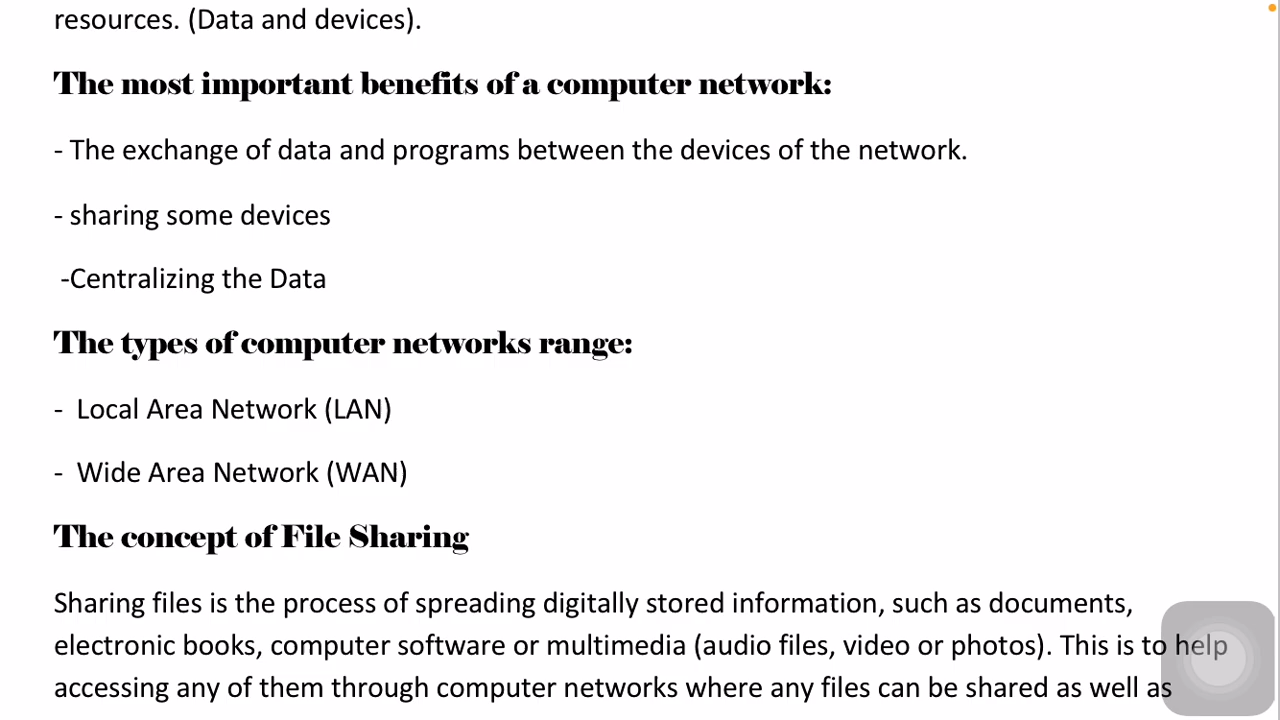 resources. (Data and devices).
The most important benefits of a computer network:
- The exchange of data and programs between the devices of the network.
- sharing some devices
-Centralizing the Data
The types of computer networks range:
- Local Area Network (LAN)
- Wide Area Network (WAN)
The concept of File Sharing
Sharing files is the process of spreading digitally stored information, such as documents,
electronic books, computer software or multimedia (audio files, video or photos). This is to help
accessing any of them through computer networks where any files can be shared as well as